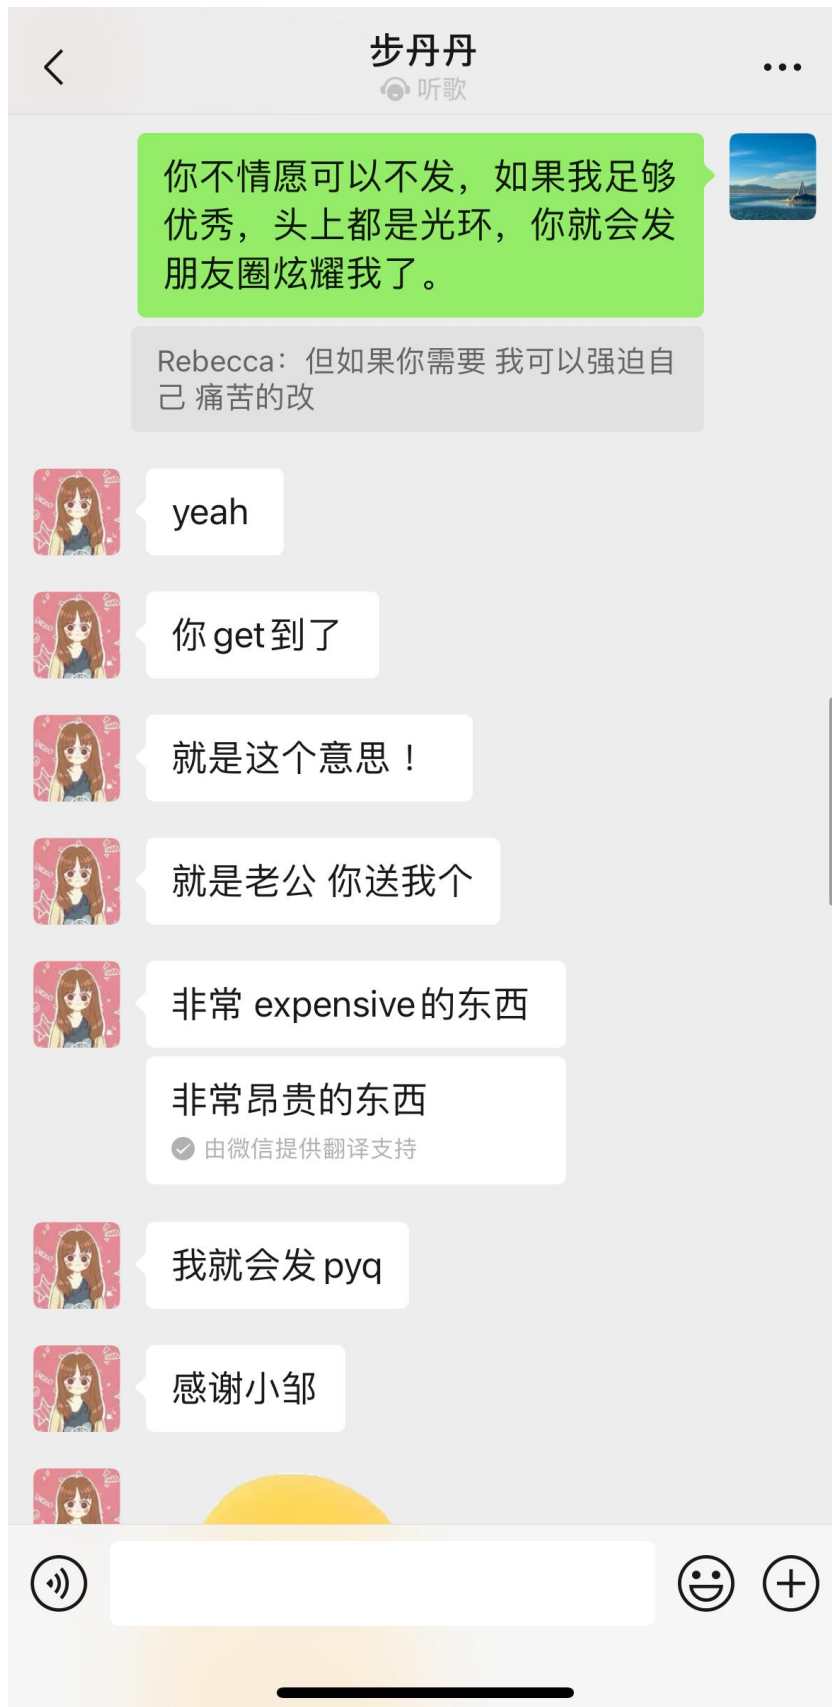 步丹丹
听歌
你不情愿可以不发，如果我足够
优秀，头上都是光环，你就会发
朋友圈炫耀我了。
Rebecca：但如果你需要 我可以强迫自
己 痛苦的改
yeah
你get到了
就是这个意思！
就是老公 你送我个
非常 expensive的东西
非常昂贵的东西
由微信提供翻译支持
我就会发pyq
感谢小邹